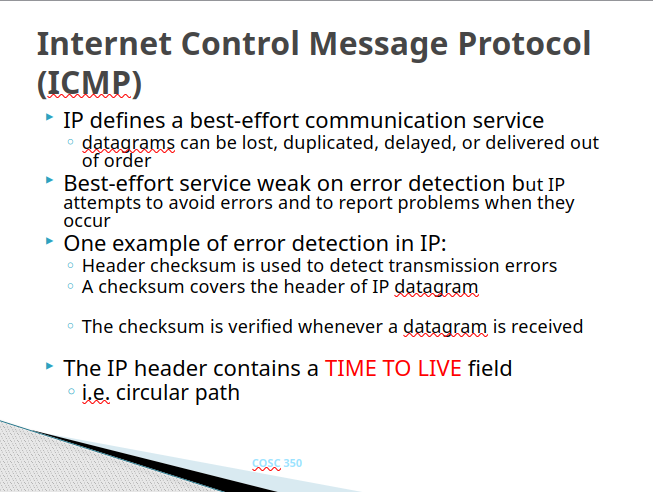 Internet Control Message Protocol
(ICMP)
IP defines a best-effort communication service
datagrams can be lost, duplicated, delayed, or delivered out
of order
Best-effort service weak on error detection but IP
attempts to avoid errors and to report problems when they
occur
One example of error detection in IP:
Header checksum is used to detect transmission errors
A checksum covers the header of IP datagram
The checksum is verified whenever a datagram is received
The IP header contains a TIME TO LIVE field
i.e. circular path
COSC 350